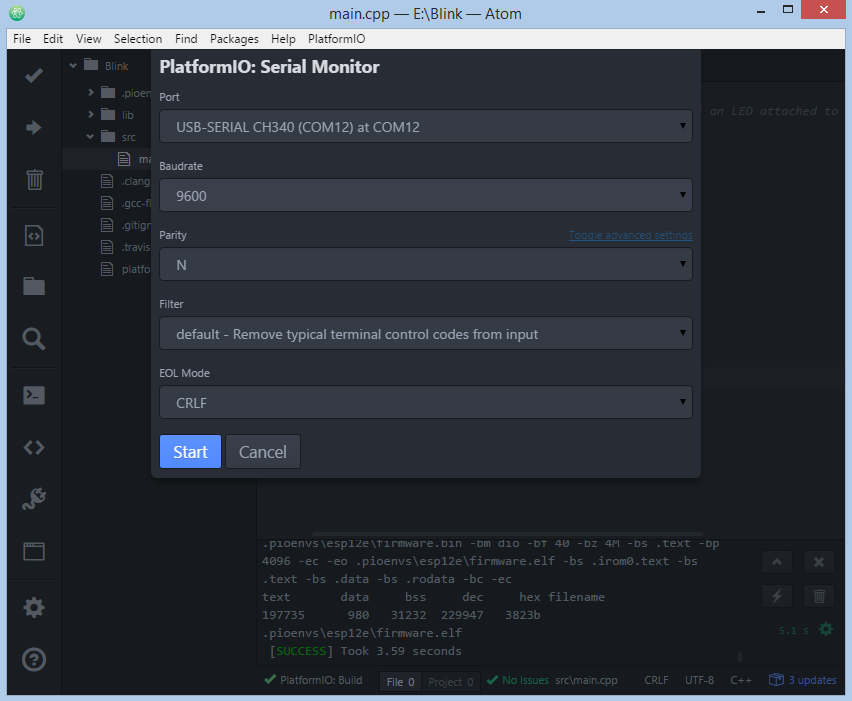 main.cpp — E:\Blink — Atom
File Edit View Selection Find Packages Help PlatformIO
Blink
.pioen
lib
src
ma
.clang
.gcc-f
.gitign
.travis
platfo
PlatformIO: Serial Monitor
Port
USB-SERIAL CH340 (COM12) at COM12
Baudrate
9600
Parity
Toggle advanced settings
N
Filter
default - Remove typical terminal control codes from input
EOL Mode
CRLF
Start Cancel
an LED attached to
.pioenvs\esp12e\firmware.bin -bm dio -bf 40 -bz 4M -bs .text -bp
4096 -ec -eo .pioenvs\esp12e\firmware.elf -bs .irom0.text -bs
.text -bs .data -bs .rodata -bc -ec
text data bss dec hex filename
197735 980 31232 229947 3823b
.pioenvs\esp12e\firmware.elf
[SUCCESS] Took 3.59 seconds
5.1 s
PlatformIO: Build File 0 Project 0 No Issues src\main.cpp CRLF UTF-8 C++ 3 updates